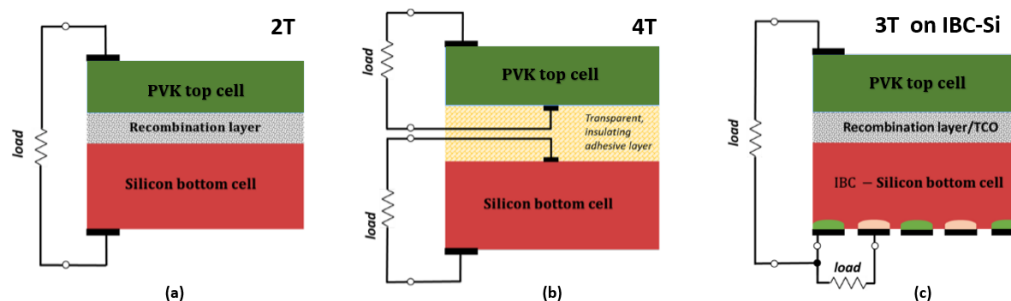 2T
load
PVK top cell
Recombination layer
Silicon bottom cell
(a)
4T
load
PVK top cell
Transparent,
insulating
adhesive layer
load
Silicon bottom cell
(b)
3T on IBC-Si
load
PVK top cell
Recombination layer/TCO
IBC – Silicon bottom cell
load
(c)